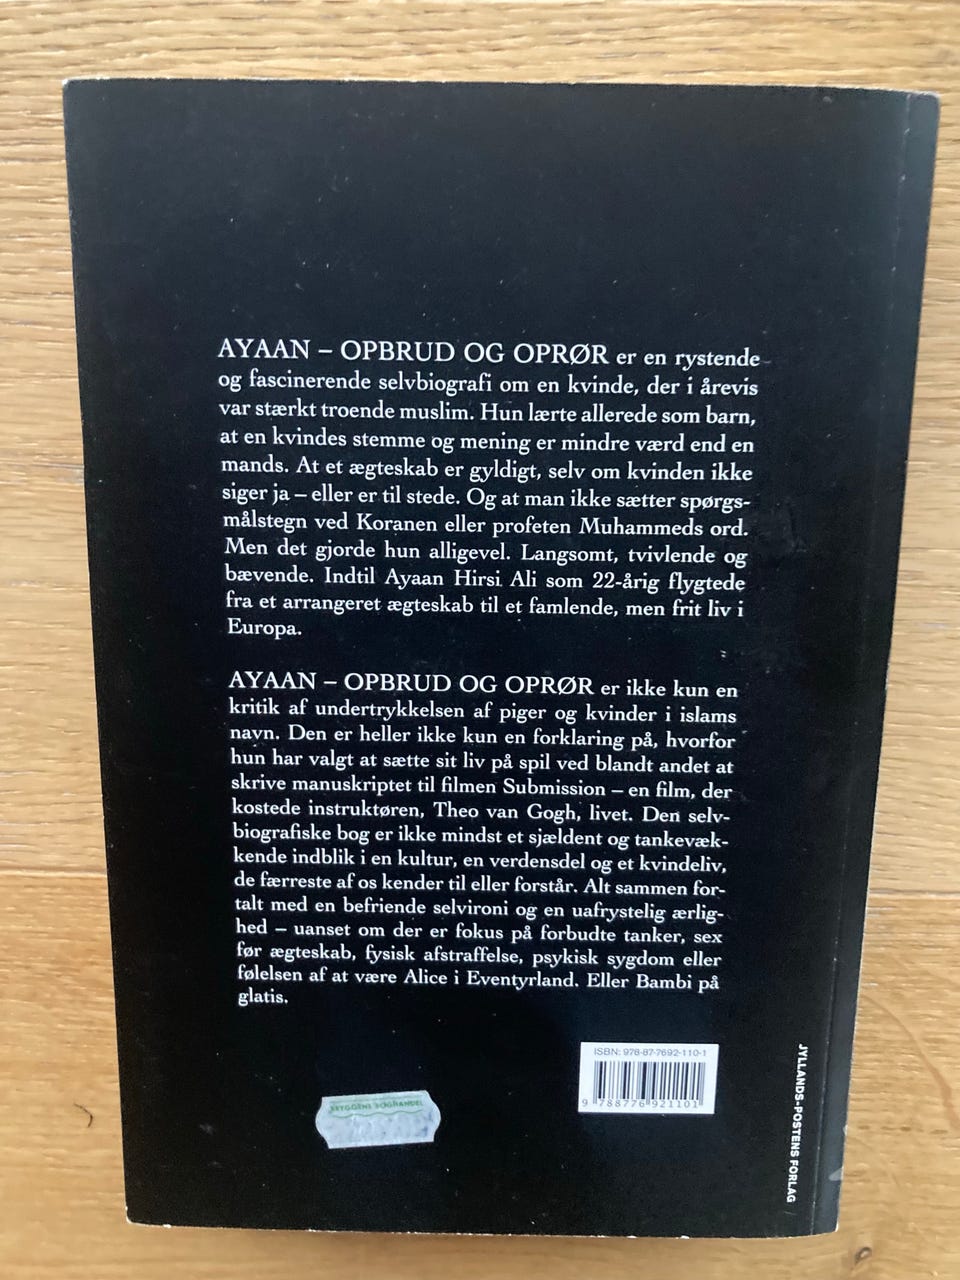 AYAAN – OPBRUD OG OPRØR er en rystende
og fascinerende selvbiografi om en kvinde, der i årevis
var stærkt troende muslim. Hun lærte allerede som barn,
at en kvindes stemme og mening er mindre værd end en
mands. At et ægteskab er gyldigt, selv om kvinden ikke
siger ja – eller er til stede. Og at man ikke sætter spørgs-
målstegn ved Koranen eller profeten Muhammeds ord.
Men det gjorde hun alligevel. Langsomt, tvivlende og
bævende. Indtil Ayaan Hirsi Ali som 22-årig flygtede
fra et arrangeret ægteskab til et famlende, men frit liv i
Europa.
AYAAN – OPBRUD OG OPRØR er ikke kun en
kritik af undertrykkelsen af piger og kvinder i islams
navn. Den er heller ikke kun en forklaring på, hvorfor
hun har valgt at sætte sit liv på spil ved blandt andet at
skrive manuskriptet til filmen Submission – en film, der
kostede instruktøren, Theo van Gogh, livet. Den selv-
biografiske bog er ikke mindst et sjældent og tankevæk-
kende indblik i en kultur, en verdensdel og et kvindeliv,
de færreste af os kender til eller forstår. Alt sammen for-
talt med en befriende selvironi og en uafrystelig ærlig-
hed – uanset om der er fokus på forbudte tanker, sex
før ægteskab, fysisk afstraffelse, psykisk sygdom eller
følelsen af at være Alice i Eventyrland. Eller Bambi på
glatis.
ISBN: 978-87-7692-110-1
9 788776 921101
BRYGGENS BOGHANDEL
JYLLANDS-POSTENS FORLAG